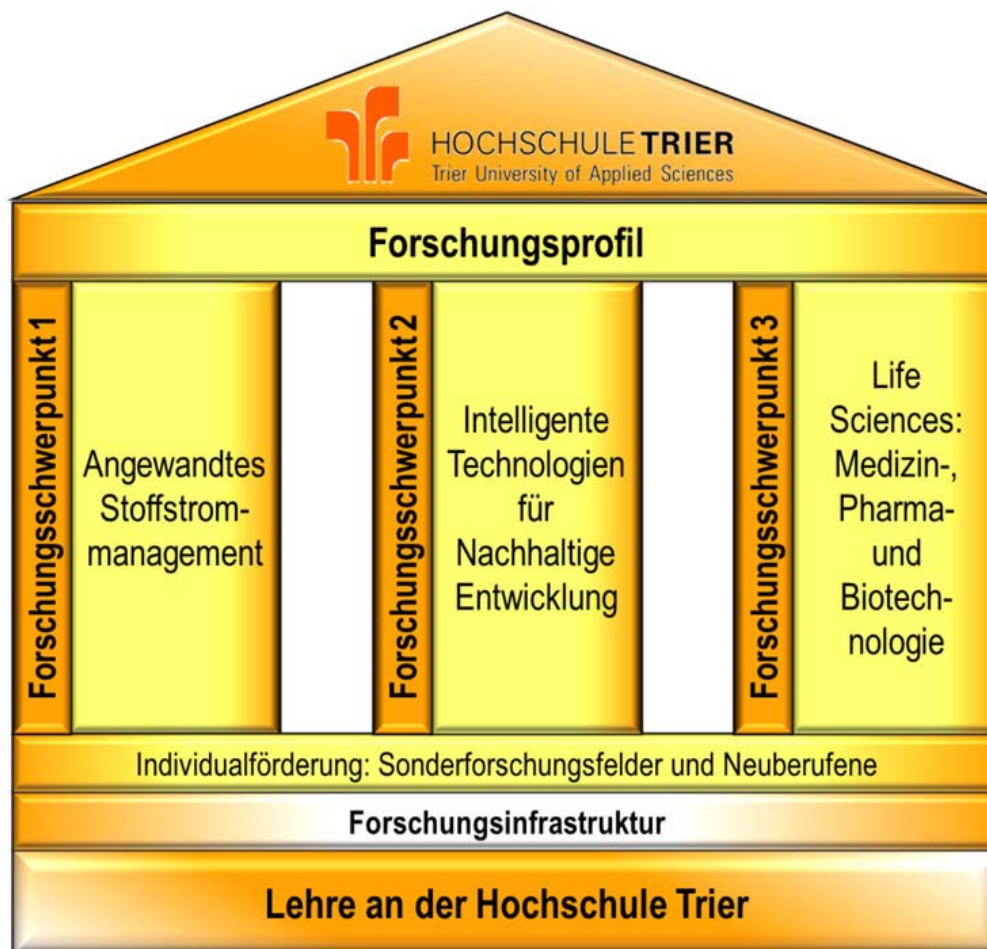 HOCHSCHULE TRIER
Trier University of Applied Sciences
Forschungsprofil
Forschungsschwerpunkt 1
Angewandtes
Stoffstrom-
management
Forschungsschwerpunkt 2
Intelligente
Technologien
für
Nachhaltige
Entwicklung
Forschungsschwerpunkt 3
Life
Sciences:
Medizin-,
Pharma-
und
Biotech-
nologie
Individualförderung: Sonderforschungsfelder und Neuberufene
Forschungsinfrastruktur
Lehre an der Hochschule Trier